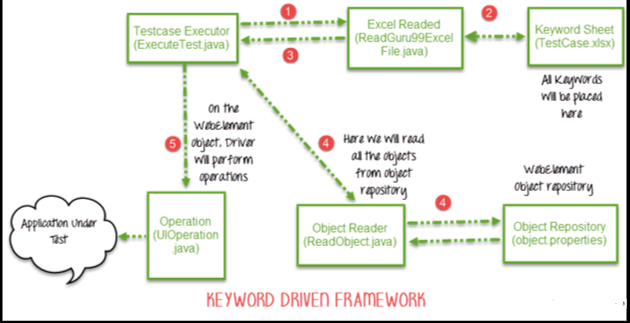 1
2
3
Testcase Executor
(ExecuteTest.java)
Excel Readed
(ReadGuru99Excel
File.java)
Keyword Sheet
(TestCase.xlsx)
All Keywords
Will be placed
here
On the
WebElement
object, Driver
will perform
operations
5
4
Here We Will read
all the objects
from object
repository
4
WebElement
Object repository
Application Under
Test
Operation
(UIOperation
.java)
Object Reader
(ReadObject.java)
Object Repository
(object.properties)
KEYWORD DRIVEN FRAMEWORK